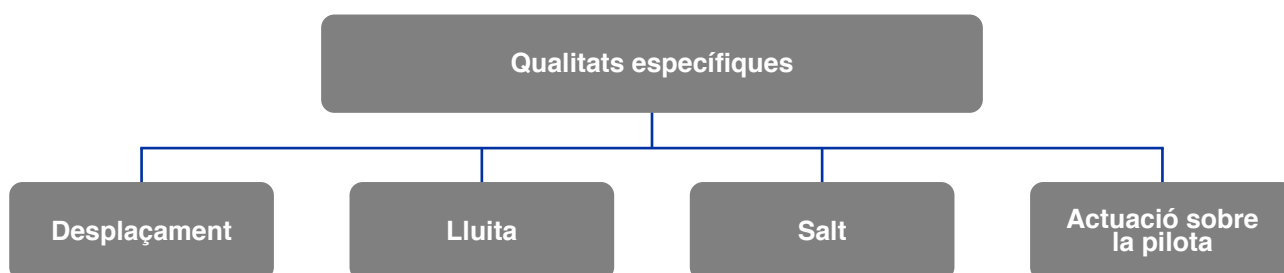 Qualitats específiques
Desplaçament
Lluita
Salt
Actuació sobre
la pilota